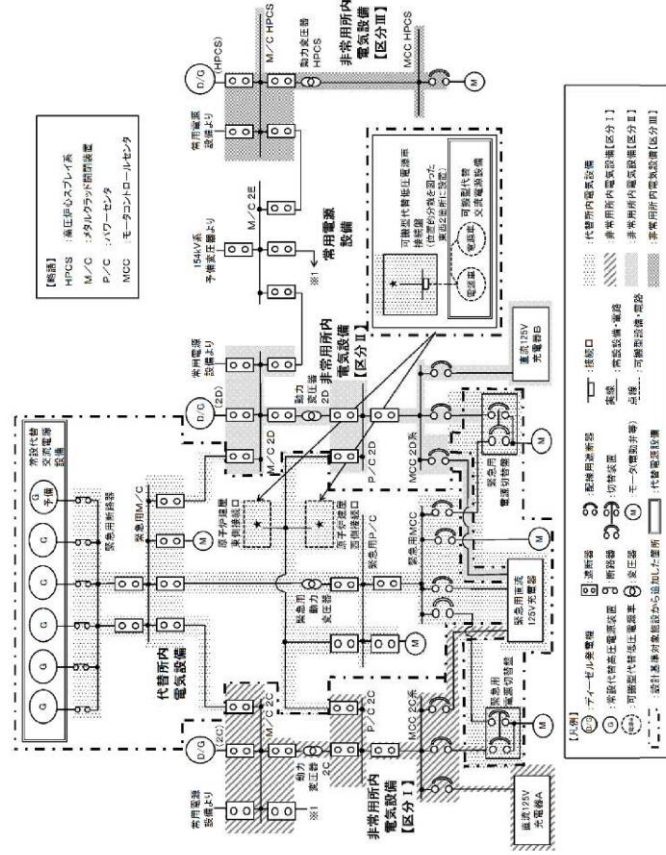 【略語】
HPCS :高圧炉心スプレイ系
M/C :メタルクラッド開閉装置
P/C :パワーセンタ
MCC :モータコントロールセンタ
常設代替
交流電源
設備
G
G
G
G
G
G
予備
緊急用断路器
緊急用M/C
代替所内
電気設備
M
常用電源
設備より
D/G
(2C)
M/C 2C
※1
動力
変圧器
2C
非常用所内
電気設備
【区分Ⅰ】
P/C 2C
MCC 2C系
直流125V
充電器A
緊急用
電源切替盤
M
緊急用
動力
変圧器
M
緊急用P/C
緊急用MCC
緊急用直流
125V充電器
M
原子炉建屋
東側接続口
原子炉建屋
西側接続口
D/G
(2D)
常用電源
設備より
M/C 2D
動力
変圧器
2D
非常用所内
電気設備
【区分Ⅱ】
P/C 2D
MCC 2D系
緊急用
電源切替盤
M
直流125V
充電器B
154kV系
予備変圧器より
M/C 2E
※1
常用電源
設備
常用電源
設備より
D/G
(HPCS)
M/C HPCS
動力変圧器
HPCS
非常用所内
電気設備
【区分Ⅲ】
MCC HPCS
M
可搬型代替低圧電源車
接続盤
(位置的分散を図った
東西2箇所に設置)
電源車
電源車
可搬型代替
交流電源設備
【凡例】
D/G :ディーゼル発電機
G :常設代替高圧電源装置
電源車 :可搬型代替低圧電源車
:設計基準対象施設から追加した箇所
:遮断器
:断路器
:変圧器
:配線用遮断器
:切替装置
M :モータ(電動弁等)
:代替電源設備
:接続口
実線 :常設設備・電路
点線 :可搬型設備・電路
:代替所内電気設備
:非常用所内電気設備【区分Ⅰ】
:非常用所内電気設備【区分Ⅱ】
:非常用所内電気設備【区分Ⅲ】